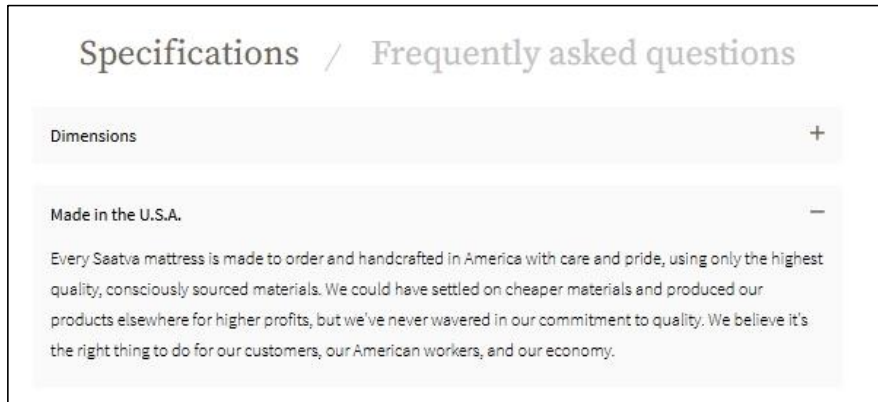 Specifications / Frequently asked questions
Dimensions +
Made in the U.S.A. –
Every Saatva mattress is made to order and handcrafted in America with care and pride, using only the highest
quality, consciously sourced materials. We could have settled on cheaper materials and produced our
products elsewhere for higher profits, but we've never wavered in our commitment to quality. We believe it's
the right thing to do for our customers, our American workers, and our economy.